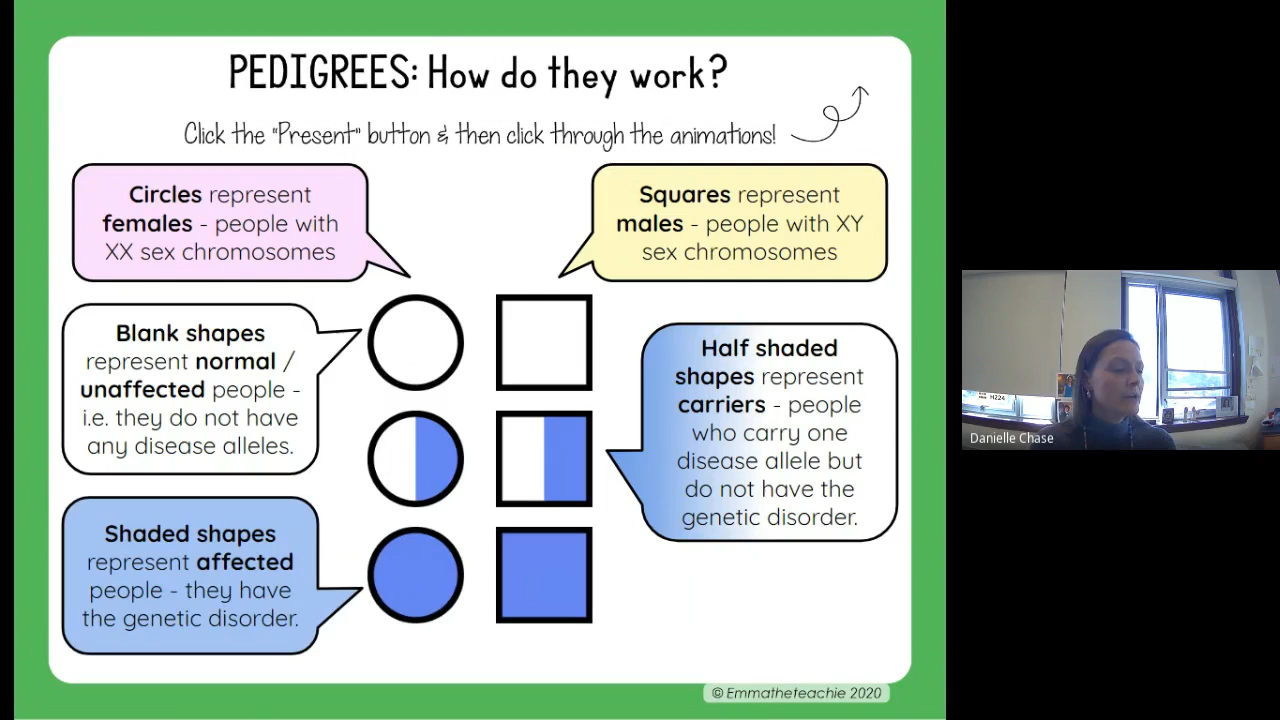 PEDIGREES: How do they work?
Click the "Present" button & then click through the animations!
Circles represent
females - people with
XX sex chromosomes
Squares represent
males - people with XY
sex chromosomes
Blank shapes
represent normal /
unaffected people -
i.e. they do not have
any disease alleles.
Half shaded
shapes represent
carriers - people
who carry one
disease allele but
do not have the
genetic disorder.
Shaded shapes
represent affected
people - they have
the genetic disorder.
© Emmatheteachie 2020
H224
Danielle Chase